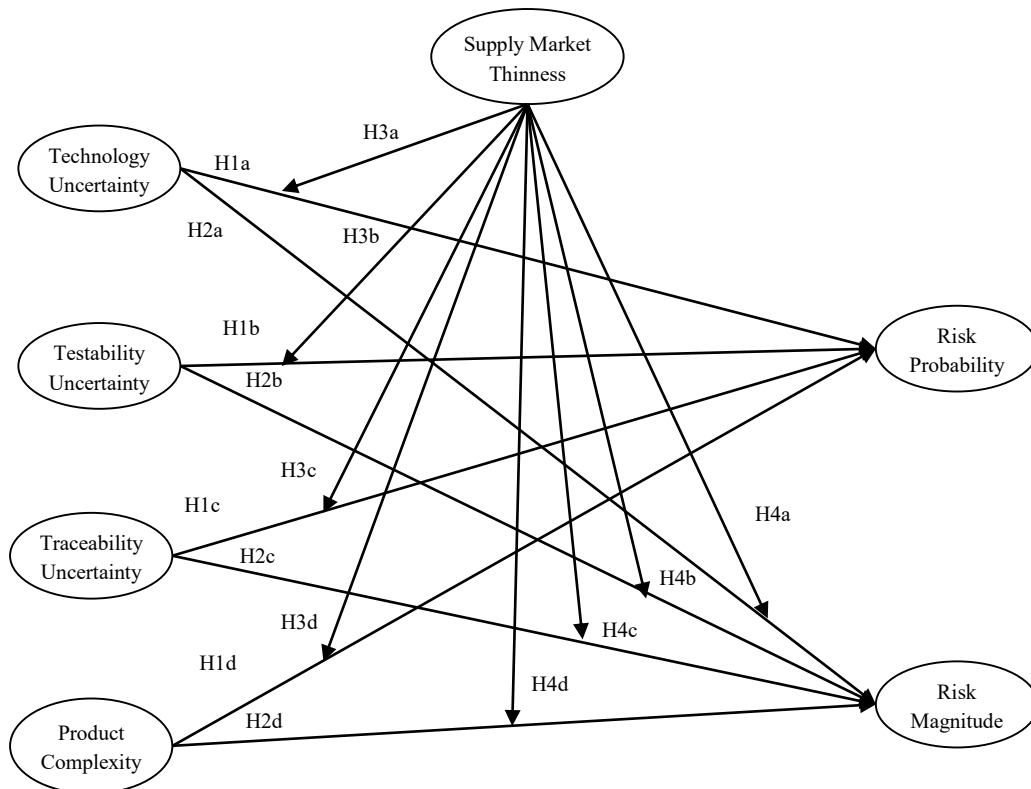 Supply Market
Thinness
H3a
Technology
Uncertainty
H1a
H2a
H3b
Testability
Uncertainty
H1b
H2b
Risk
Probability
H3c
H1c
H4a
Traceability
Uncertainty
H2c
H4b
H3d
H4c
H1d
H4d
Product
Complexity
H2d
Risk
Magnitude